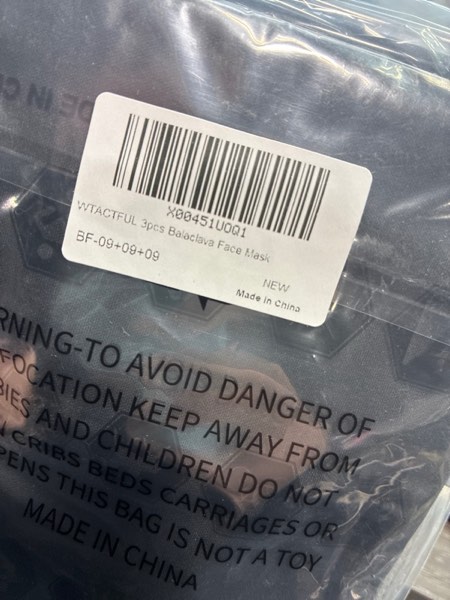 X00451U0Q1
WTACTFUL 3pcs Balaclava Face Mask
BF-09+09+09
NEW
Made in China
RNING-TO AVOID DANGER OF
FOCATION KEEP AWAY FROM
BIES AND CHILDREN DO NOT
N CRIBS BEDS CARRIAGES OR
PENS THIS BAG IS NOT A TOY
MADE IN CHINA